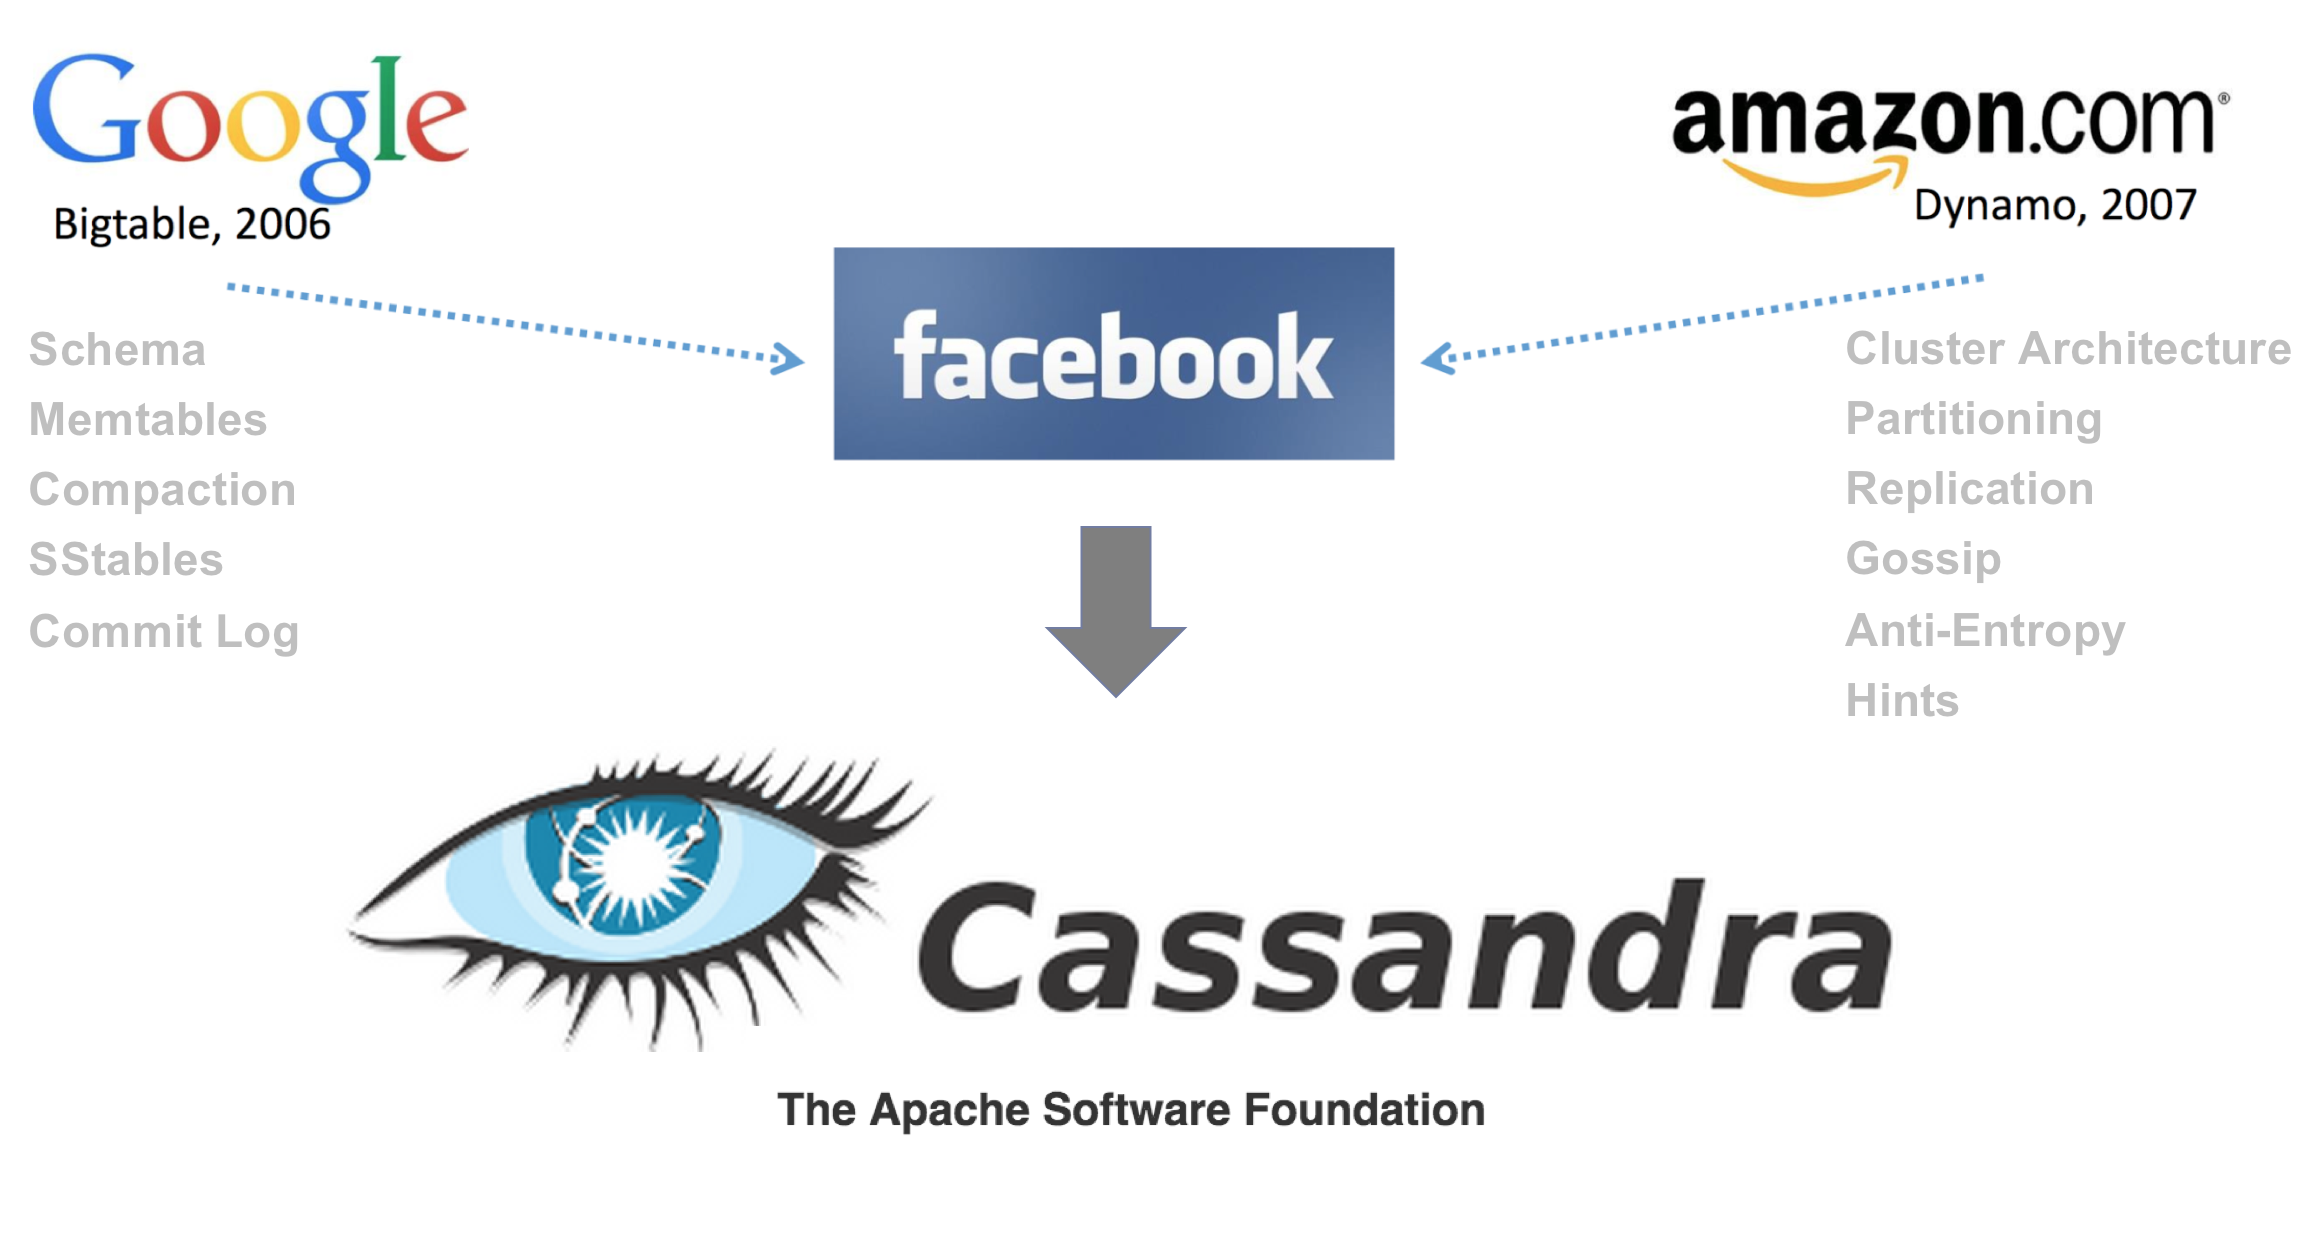 Google
Bigtable, 2006
Schema
Memtables
Compaction
SStables
Commit Log
facebook
amazon.com®
Dynamo, 2007
Cluster Architecture
Partitioning
Replication
Gossip
Anti-Entropy
Hints
Cassandra
The Apache Software Foundation